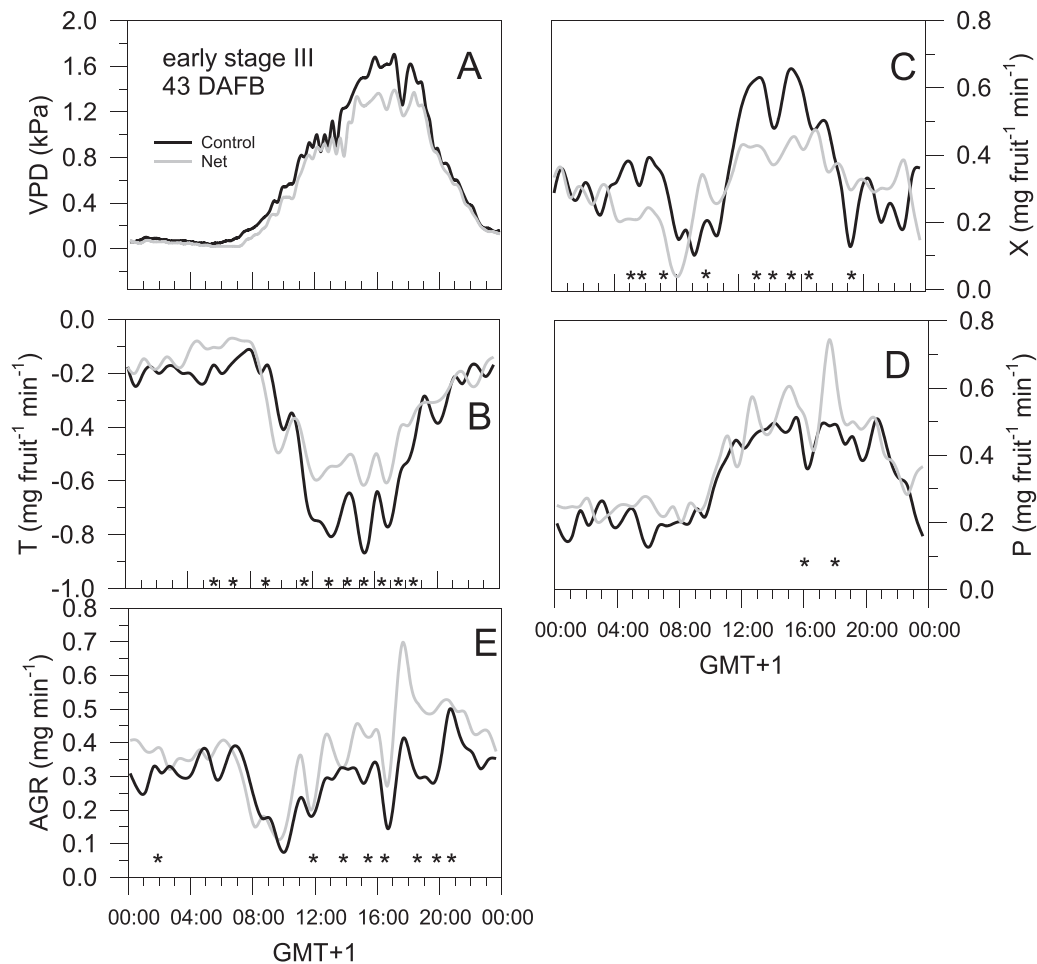 2.0
1.6
1.2
0.8
0.4
0.0
VPD (kPa)
early stage III
43 DAFB
Control
Net
A
0.8
0.6
0.4
0.2
0.0
X (mg fruit⁻¹ min⁻¹)
C
* * * * * * * * *
0.0
-0.2
-0.4
-0.6
-0.8
-1.0
T (mg fruit⁻¹ min⁻¹)
B
* * * * * * * * * *
0.8
0.6
0.4
0.2
0.0
P (mg fruit⁻¹ min⁻¹)
D
* *
00:00 04:00 08:00 12:00 16:00 20:00 00:00
GMT+1
0.8
0.7
0.6
0.5
0.4
0.3
0.2
0.1
0.0
AGR (mg min⁻¹)
E
* * * * * * * *
00:00 04:00 08:00 12:00 16:00 20:00 00:00
GMT+1